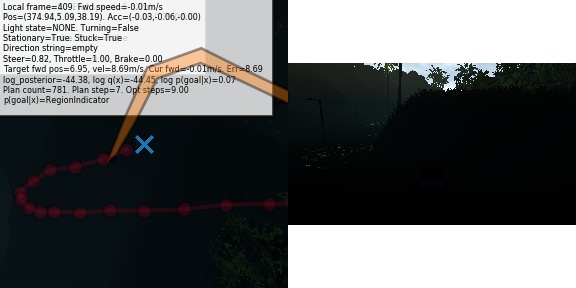 Local frame=409: Fwd speed=-0.01m/s
Pos=(374.94,5.09,38.19). Acc=(-0.03,-0.06,-0.00)
Light state=NONE. Turning=False
Stationary=True. Stuck=True
Direction string=empty
Steer=0.82, Throttle=1.00, Brake=0.00
Target fwd pos=6.95, vel=8.69m/s. Cur fwd=-0.01m/s, Err=8.69
log_posterior=-44.38, log q(x)=-44.45, log p(goal|x)=0.07
Plan count=781. Plan step=7. Opt steps=9.00
p(goal|x)=RegionIndicator